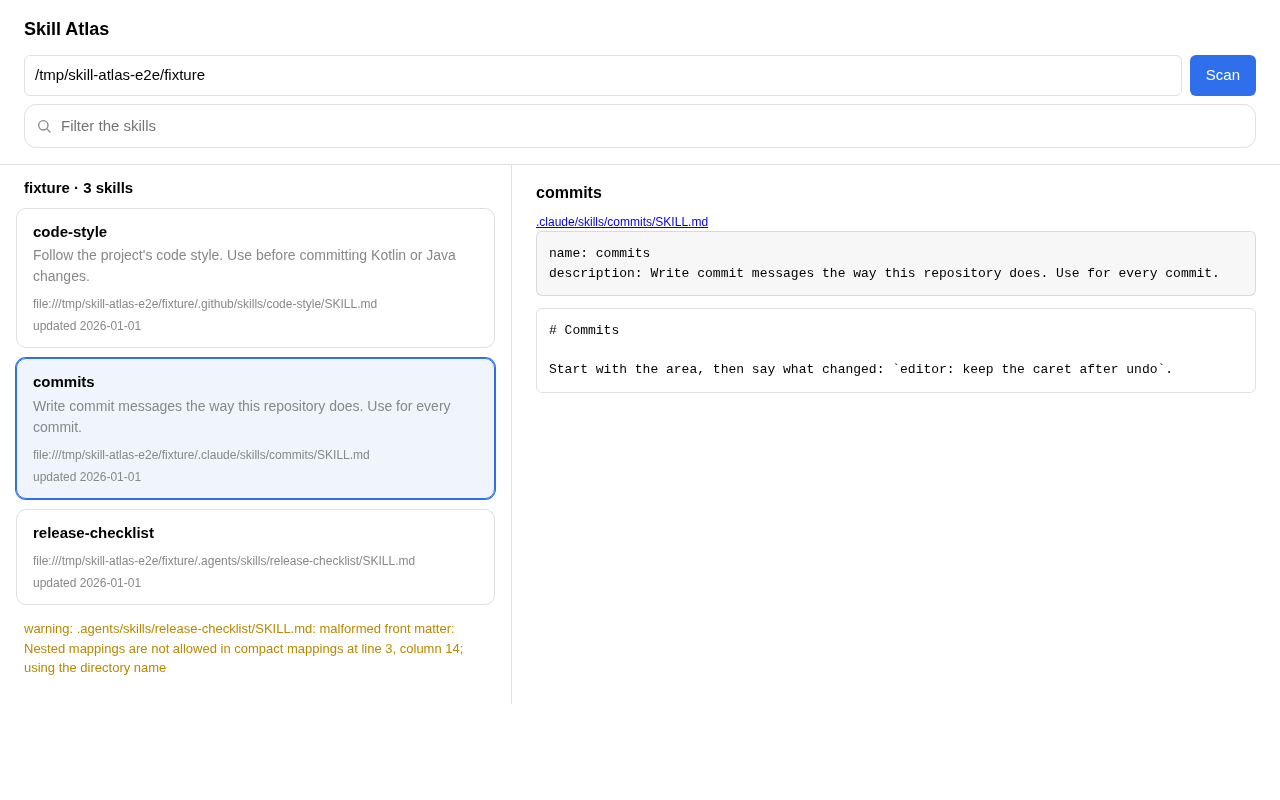 Skill Atlas
/tmp/skill-atlas-e2e/fixture
Scan
Filter the skills
fixture · 3 skills
code-style
Follow the project's code style. Use before committing Kotlin or Java
changes.
file:///tmp/skill-atlas-e2e/fixture/.github/skills/code-style/SKILL.md
updated 2026-01-01
commits
Write commit messages the way this repository does. Use for every
commit.
file:///tmp/skill-atlas-e2e/fixture/.claude/skills/commits/SKILL.md
updated 2026-01-01
release-checklist
file:///tmp/skill-atlas-e2e/fixture/.agents/skills/release-checklist/SKILL.md
updated 2026-01-01
warning: .agents/skills/release-checklist/SKILL.md: malformed front matter:
Nested mappings are not allowed in compact mappings at line 3, column 14;
using the directory name
commits
.claude/skills/commits/SKILL.md
name: commits
description: Write commit messages the way this repository does. Use for every commit.
# Commits
Start with the area, then say what changed: `editor: keep the caret after undo`.